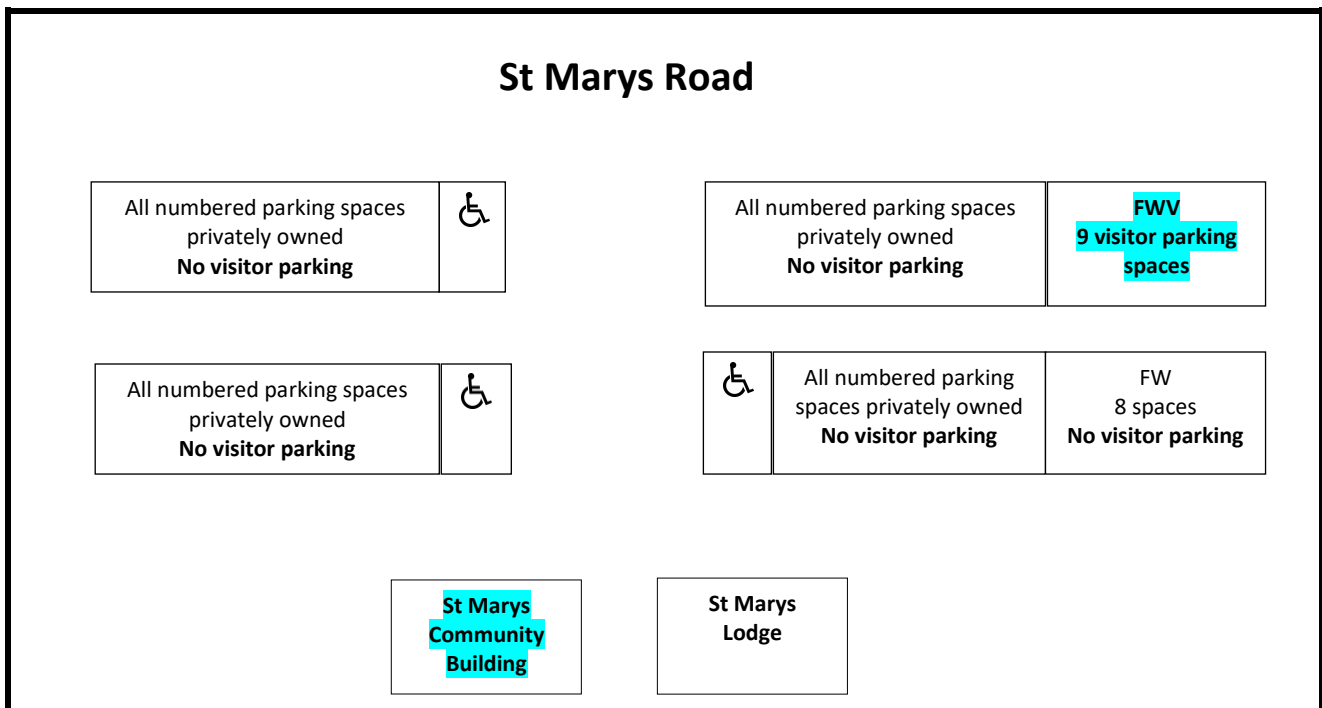 St Marys Road
All numbered parking spaces
privately owned
No visitor parking
All numbered parking spaces
privately owned
No visitor parking
FWV
9 visitor parking
spaces
All numbered parking spaces
privately owned
No visitor parking
All numbered parking
spaces privately owned
No visitor parking
FW
8 spaces
No visitor parking
St Marys
Community
Building
St Marys
Lodge